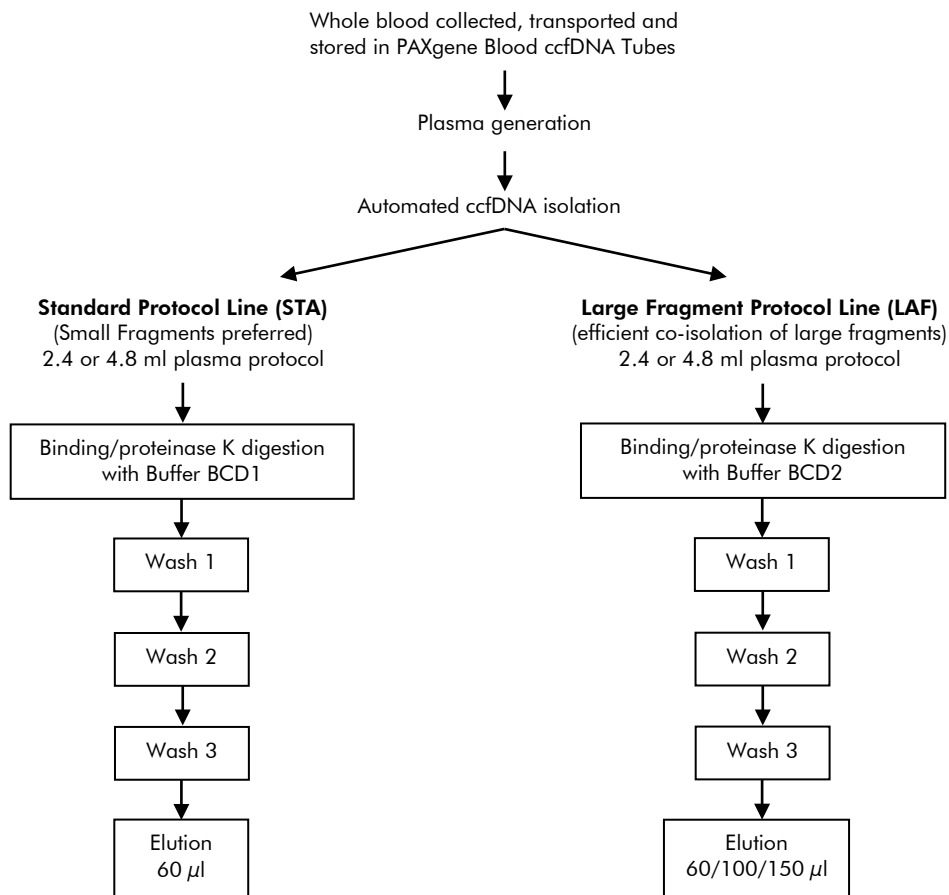 Whole blood collected, transported and
stored in PAXgene Blood ccfDNA Tubes
Plasma generation
Automated ccfDNA isolation
Standard Protocol Line (STA)
(Small Fragments preferred)
2.4 or 4.8 ml plasma protocol
Binding/proteinase K digestion
with Buffer BCD1
Wash 1
Wash 2
Wash 3
Elution
60 µl
Large Fragment Protocol Line (LAF)
(efficient co-isolation of large fragments)
2.4 or 4.8 ml plasma protocol
Binding/proteinase K digestion
with Buffer BCD2
Wash 1
Wash 2
Wash 3
Elution
60/100/150 µl